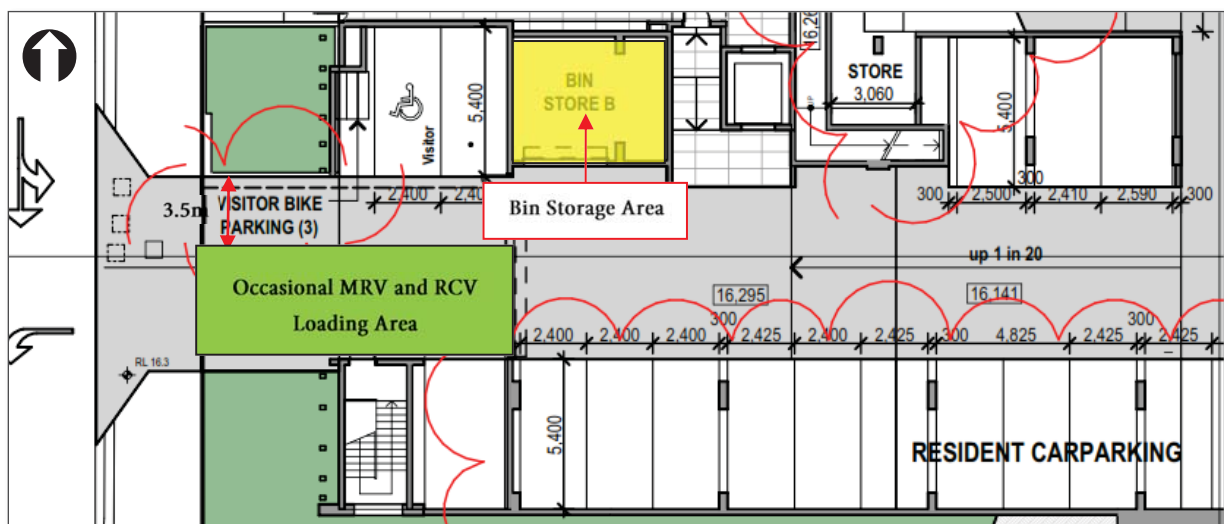 16,26
UP
BIN
STORE B
STORE
3,060
5,400
Visitor
5,400
300
3.5m
VISITOR BIKE
PARKING (3)
2,400
2,40
Bin Storage Area
300
2,500
2,410
2,590
300
up 1 in 20
Occasional MRV and RCV
Loading Area
16,295
16,141
300
300
2,400
2,400
2,400
2,425
2,400
2,425
300
4,825
2,425
2,425
RL 16.3
5,400
RESIDENT CARPARKING